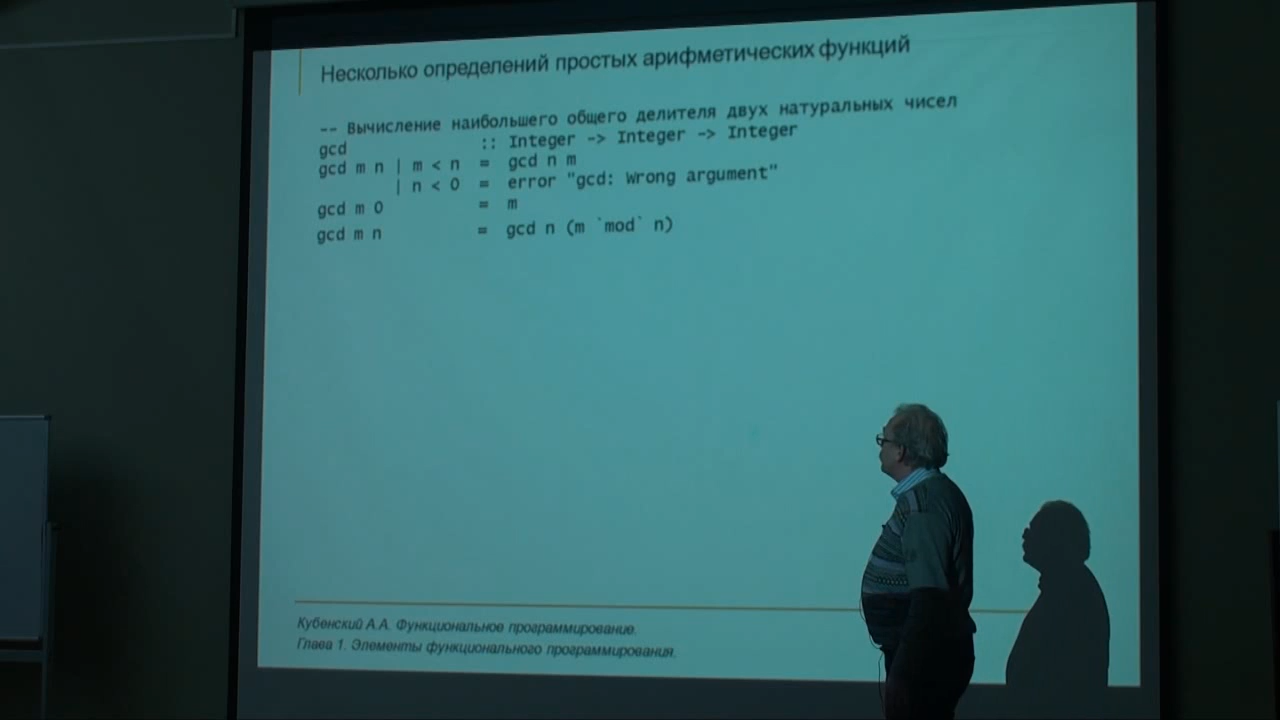 Несколько определений простых арифметических функций
-- Вычисление наибольшего общего делителя двух натуральных чисел
gcd :: Integer -> Integer -> Integer
gcd m n | m < n = gcd n m
| n < 0 = error "gcd: Wrong argument"
gcd m 0 = m
gcd m n = gcd n (m `mod` n)
Кубенский А.А. Функциональное программирование.
Глава 1. Элементы функционального программирования.